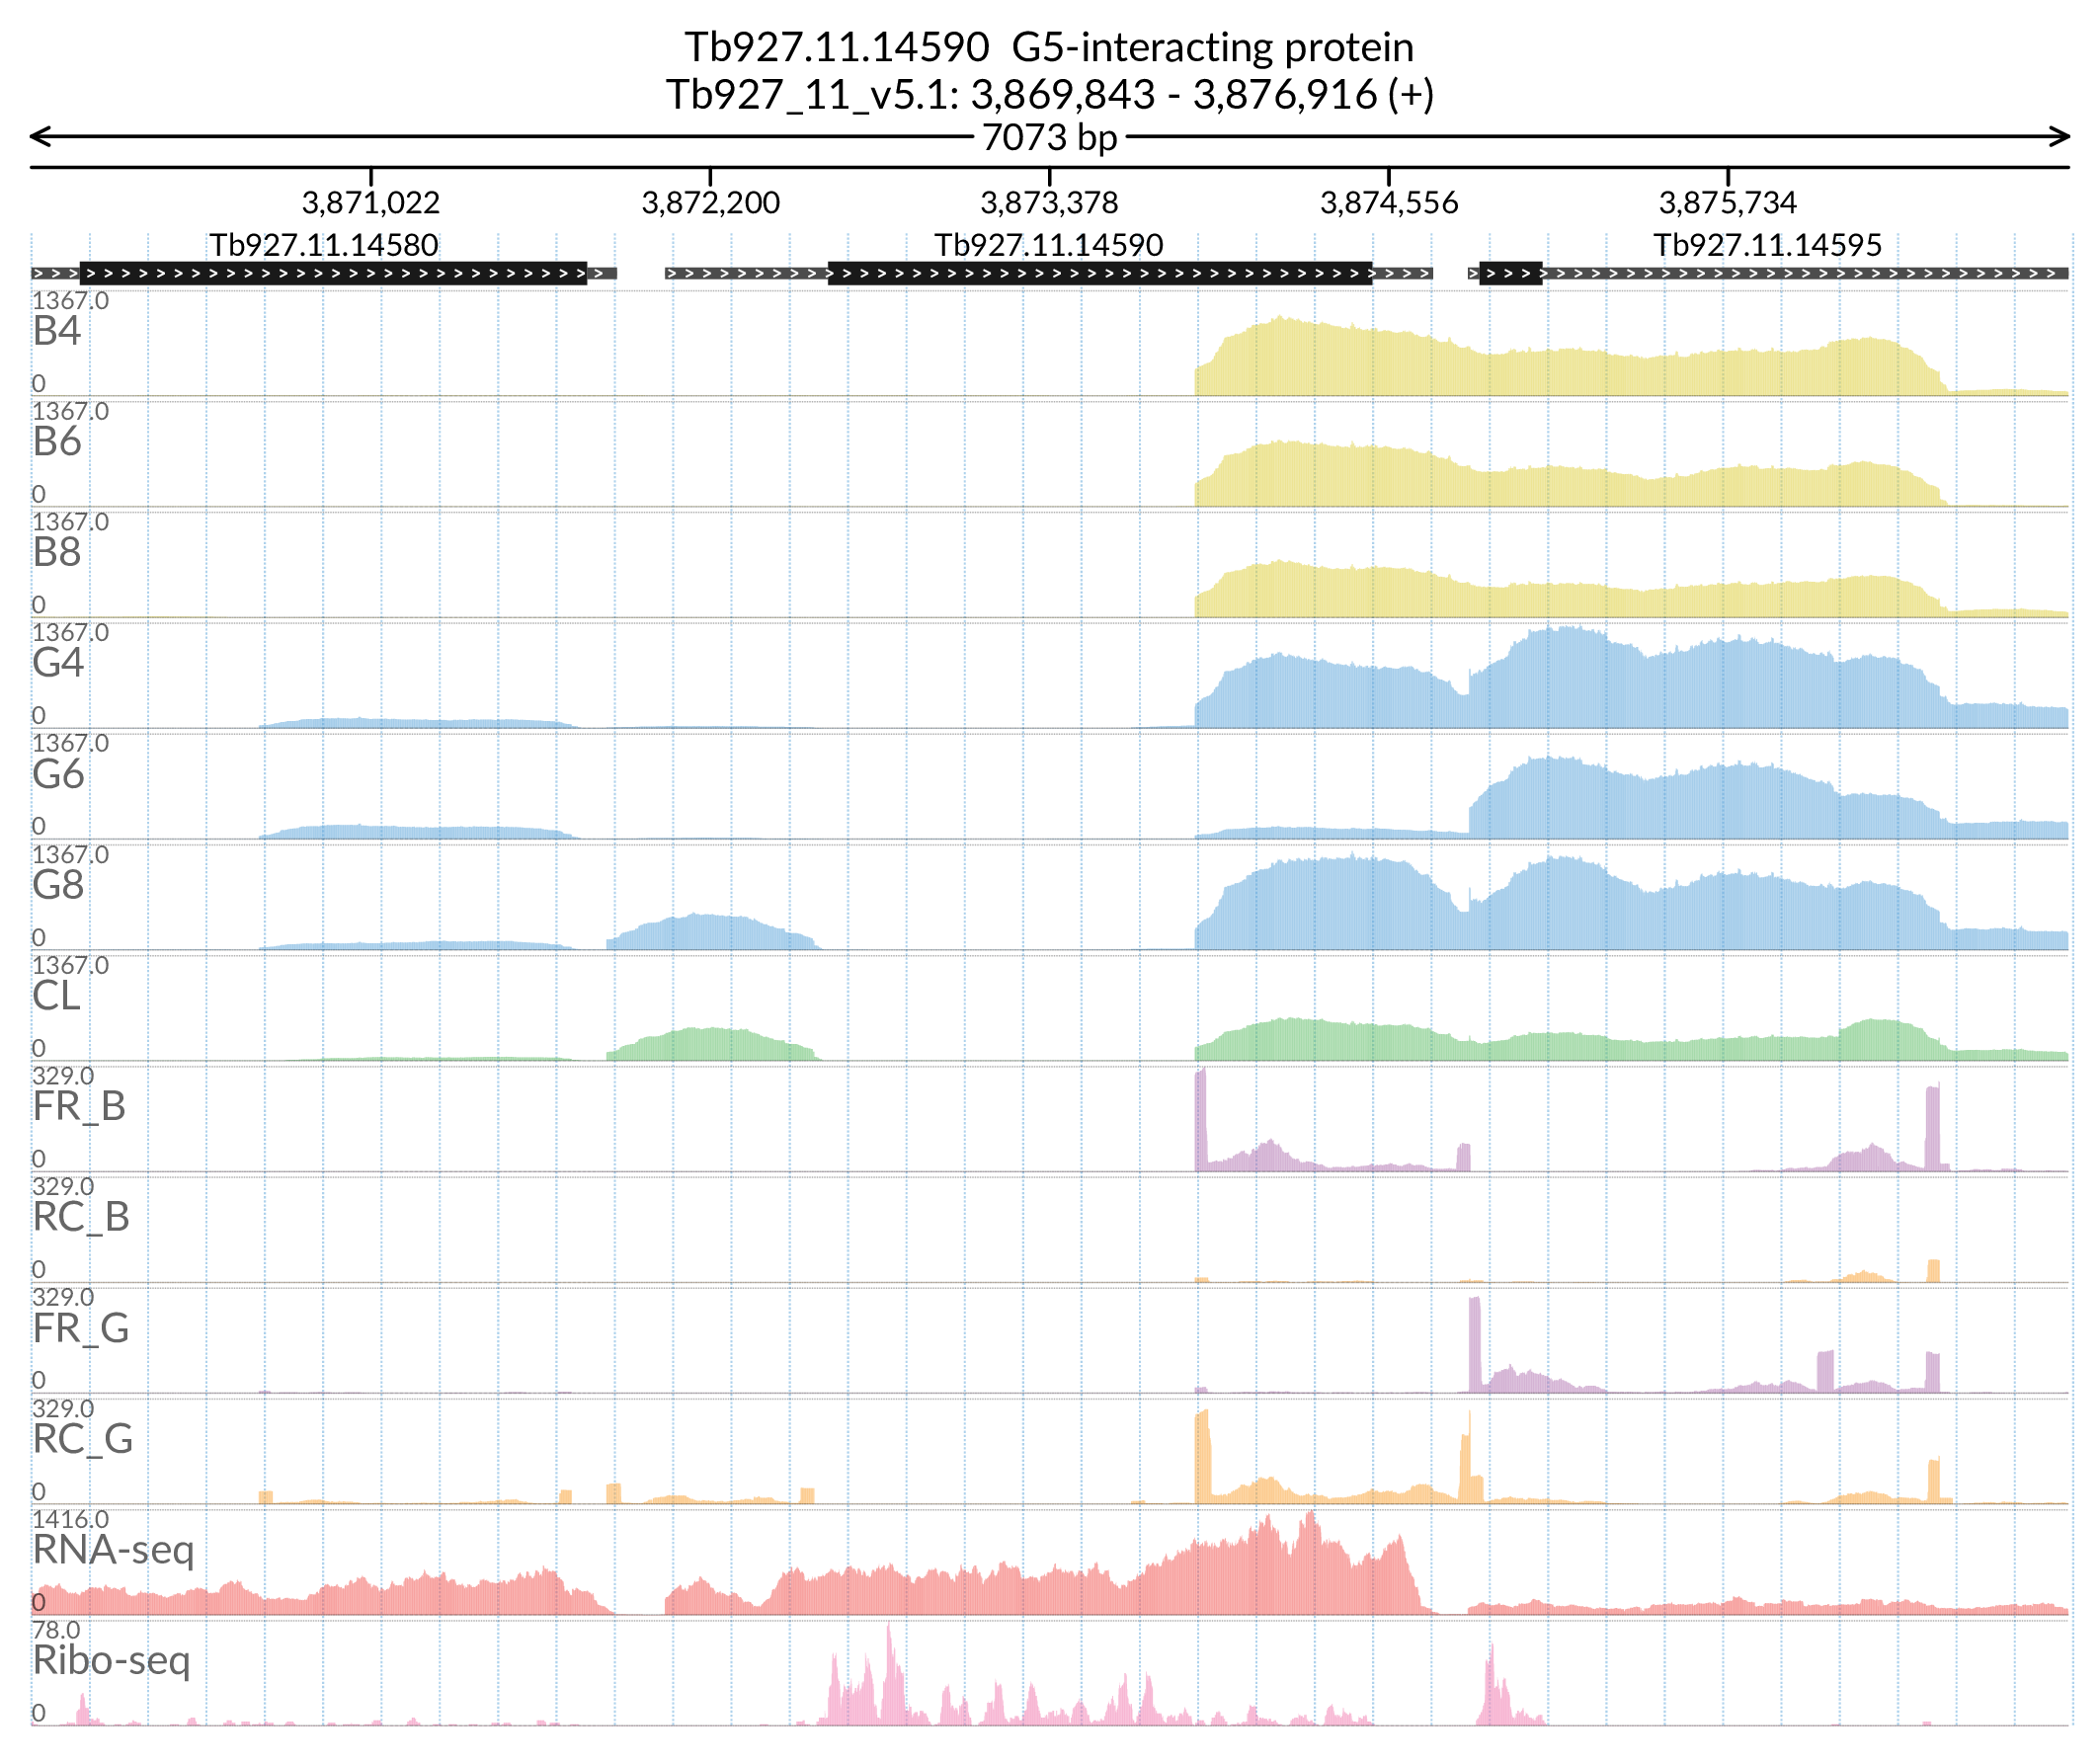 Tb927.11.14590  G5-interacting protein
Tb927_11_v5.1: 3,869,843 - 3,876,916 (+)
7073 bp
3,871,022 3,872,200 3,873,378 3,874,556 3,875,734
Tb927.11.14580 Tb927.11.14590 Tb927.11.14595
1367.0
B4
0
1367.0
B6
0
1367.0
B8
0
1367.0
G4
0
1367.0
G6
0
1367.0
G8
0
1367.0
CL
0
329.0
FR_B
0
329.0
RC_B
0
329.0
FR_G
0
329.0
RC_G
0
1416.0
RNA-seq
0
78.0
Ribo-seq
0